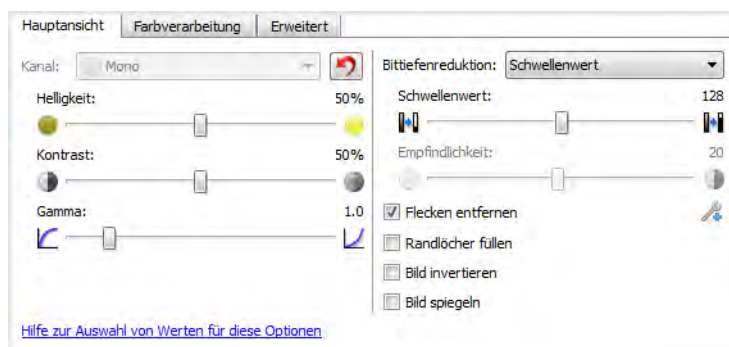 Hauptansicht Farbverarbeitung Erweitert
Kanal: Mono
Helligkeit: 50%
Kontrast: 50%
Gamma: 1.0
Hilfe zur Auswahl von Werten für diese Optionen
Bittiefenreduktion: Schwellenwert
Schwellenwert: 128
Empfindlichkeit: 20
Flecken entfernen
Randlöcher füllen
Bild invertieren
Bild spiegeln